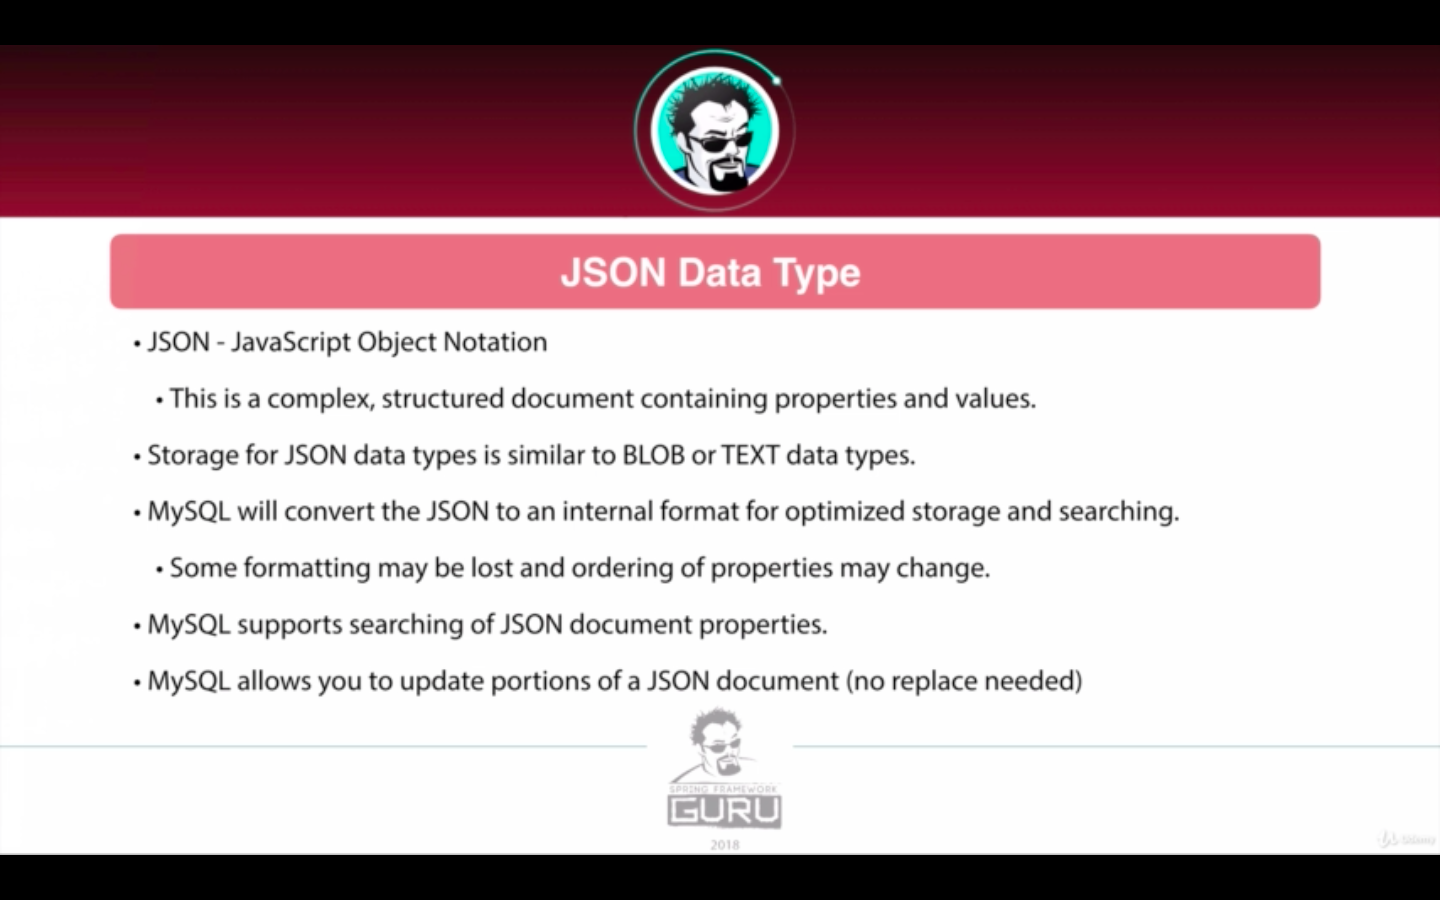 JSON Data Type
• JSON - JavaScript Object Notation
• This is a complex, structured document containing properties and values.
• Storage for JSON data types is similar to BLOB or TEXT data types.
• MySQL will convert the JSON to an internal format for optimized storage and searching.
• Some formatting may be lost and ordering of properties may change.
• MySQL supports searching of JSON document properties.
• MySQL allows you to update portions of a JSON document (no replace needed)
SPRING FRAMEWORK
GURU
2018
Udemy